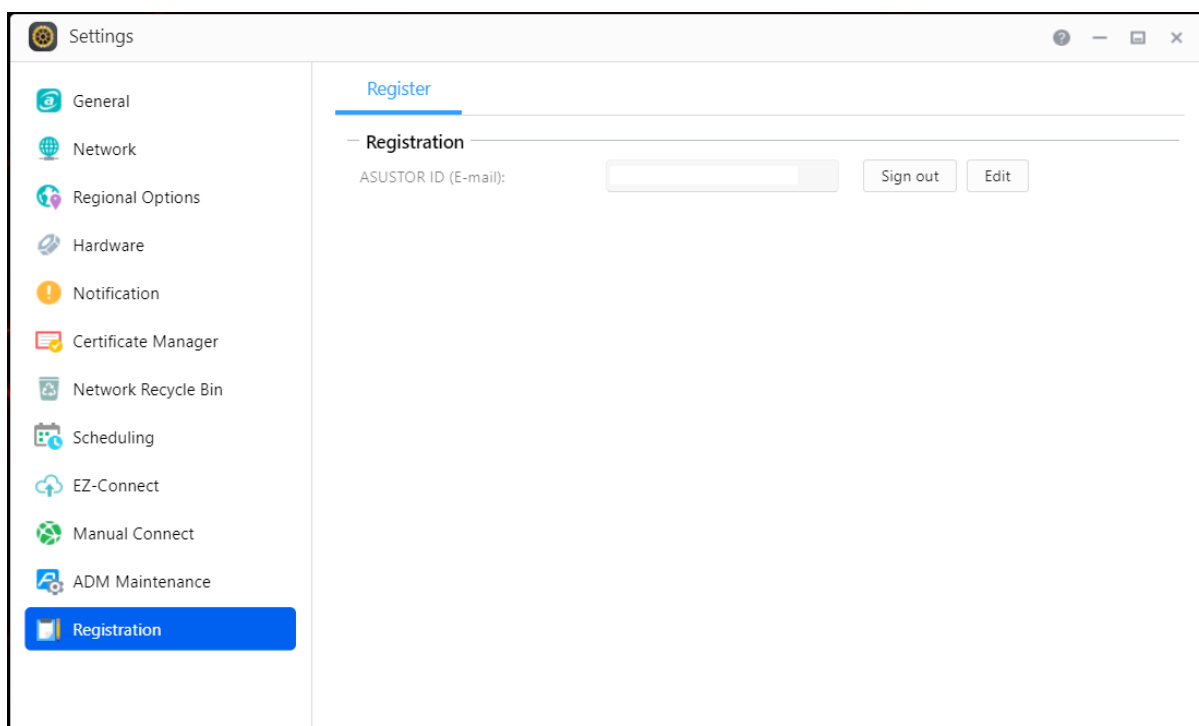 Settings
General
Network
Regional Options
Hardware
Notification
Certificate Manager
Network Recycle Bin
Scheduling
EZ-Connect
Manual Connect
ADM Maintenance
Registration
Register
Registration
ASUSTOR ID (E-mail):
Sign out
Edit